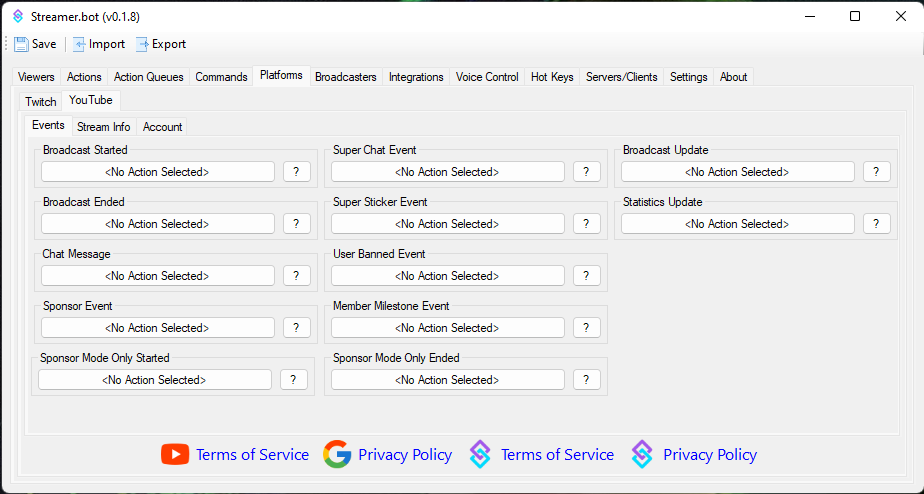 Streamer.bot (v0.1.8)
Save Import Export
Viewers Actions Action Queues Commands Platforms Broadcasters Integrations Voice Control Hot Keys Servers/Clients Settings About
Twitch YouTube
Events Stream Info Account
Broadcast Started Super Chat Event Broadcast Update
<No Action Selected> ? <No Action Selected> ? <No Action Selected> ?
Broadcast Ended Super Sticker Event Statistics Update
<No Action Selected> ? <No Action Selected> ? <No Action Selected> ?
Chat Message User Banned Event
<No Action Selected> ? <No Action Selected> ?
Sponsor Event Member Milestone Event
<No Action Selected> ? <No Action Selected> ?
Sponsor Mode Only Started Sponsor Mode Only Ended
<No Action Selected> ? <No Action Selected> ?
Terms of Service Privacy Policy Terms of Service Privacy Policy